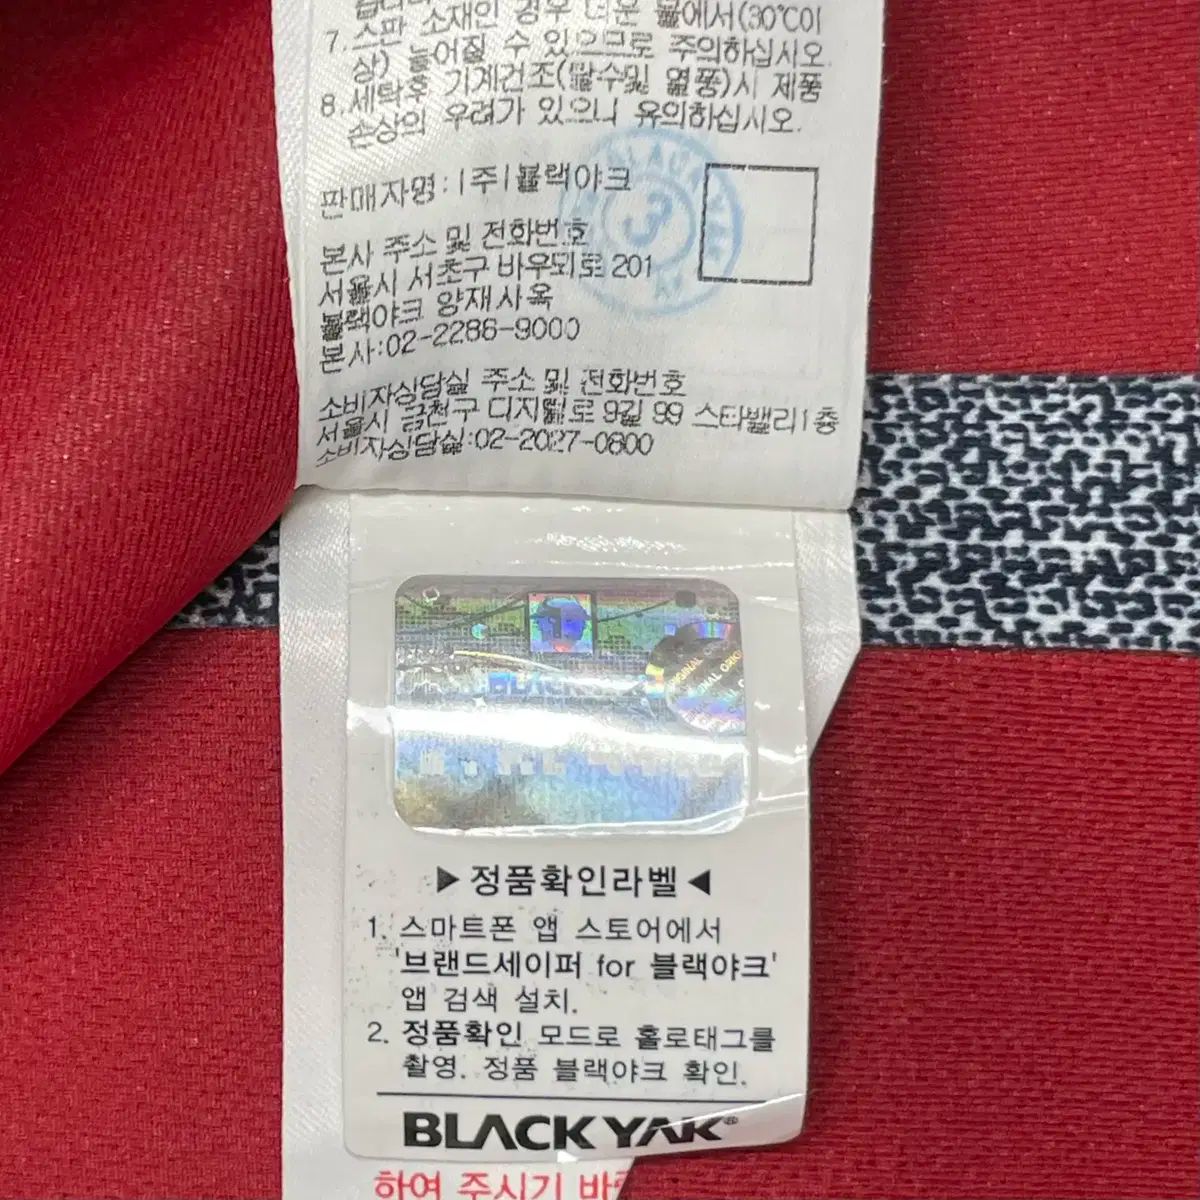 7. 스판 소재인 경우 더운 물에서(30℃이
상) 늘어질 수 있으므로 주의하십시오.
8. 세탁후 기계건조(탈수및 열풍)시 제품
손상의 우려가 있으니 유의하십시오.
판매자명:(주)블랙야크
본사 주소 및 전화번호
서울시 서초구 바우뫼로 201
블랙야크 양재사옥
본사:02-2286-9000
소비자상담실 주소 및 전화번호
서울시 금천구 디지털로 9길 99 스타밸리1층
소비자상담실:02-2027-0800
BLACK
ORIGINAL ORIG
▶정품확인라벨◀
1. 스마트폰 앱 스토어에서
'브랜드세이퍼 for 블랙야크'
앱 검색 설치.
2. 정품확인 모드로 홀로태그를
촬영. 정품 블랙야크 확인.
BLACK YAK®
하여 주시기